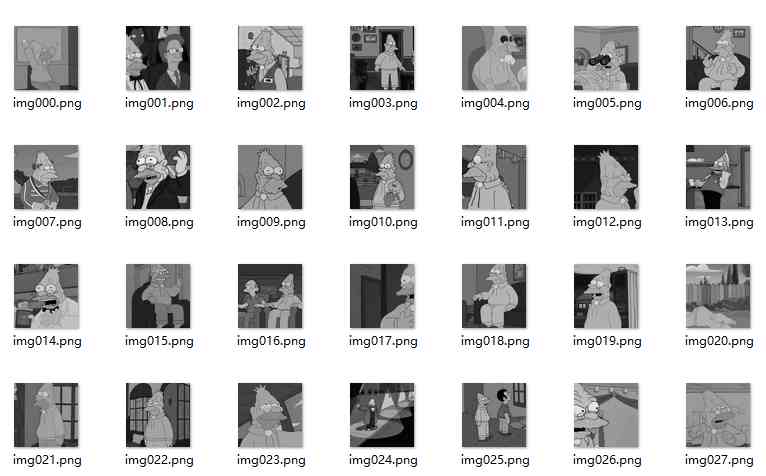 img000.png img001.png img002.png img003.png img004.png img005.png img006.png
img007.png img008.png img009.png img010.png img011.png img012.png img013.png
img014.png img015.png img016.png img017.png img018.png img019.png img020.png
img021.png img022.png img023.png img024.png img025.png img026.png img027.png